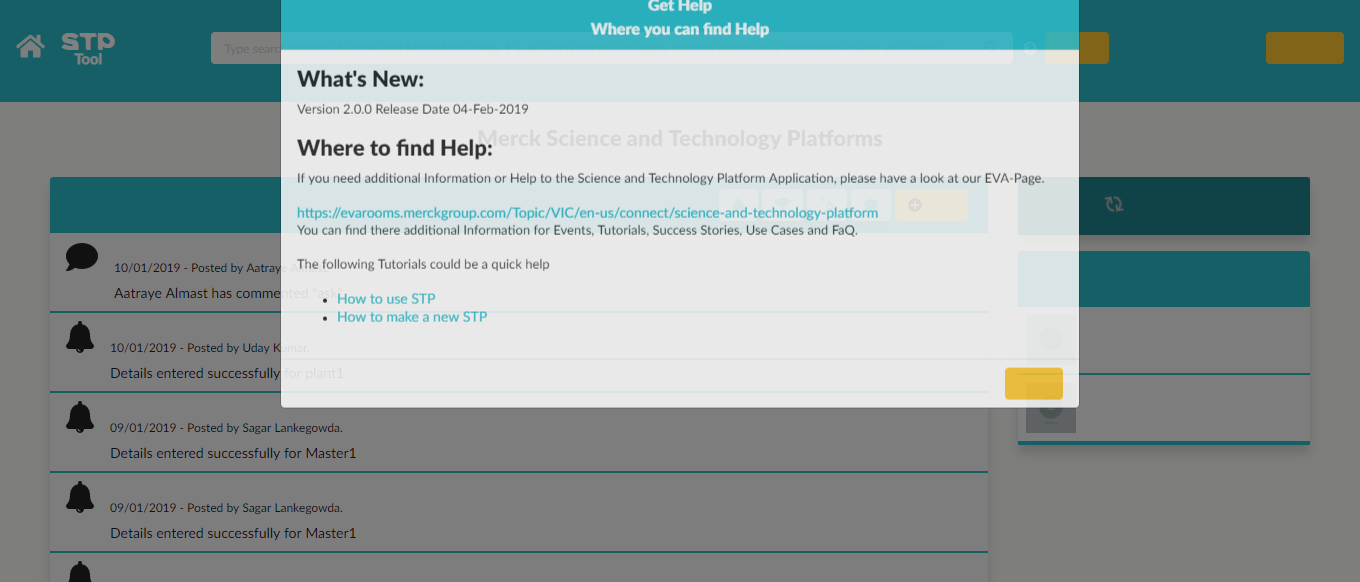 Get Help
Where you can find Help
STP
Tool
Type sear
What's New:
Version 2.0.0 Release Date 04-Feb-2019
Merck Science and Technology Platforms
Where to find Help:
If you need additional Information or Help to the Science and Technology Platform Application, please have a look at our EVA-Page.
https://evarooms.merckgroup.com/Topic/VIC/en-us/connect/science-and-technology-platform
You can find there additional Information for Events, Tutorials, Success Stories, Use Cases and FaQ.
The following Tutorials could be a quick help
How to use STP
How to make a new STP
10/01/2019 - Posted by Aatraye
Aatraye Almast has commented "ask"
10/01/2019 - Posted by Uday Kumar.
Details entered successfully for plant1
09/01/2019 - Posted by Sagar Lankegowda.
Details entered successfully for Master1
09/01/2019 - Posted by Sagar Lankegowda.
Details entered successfully for Master1